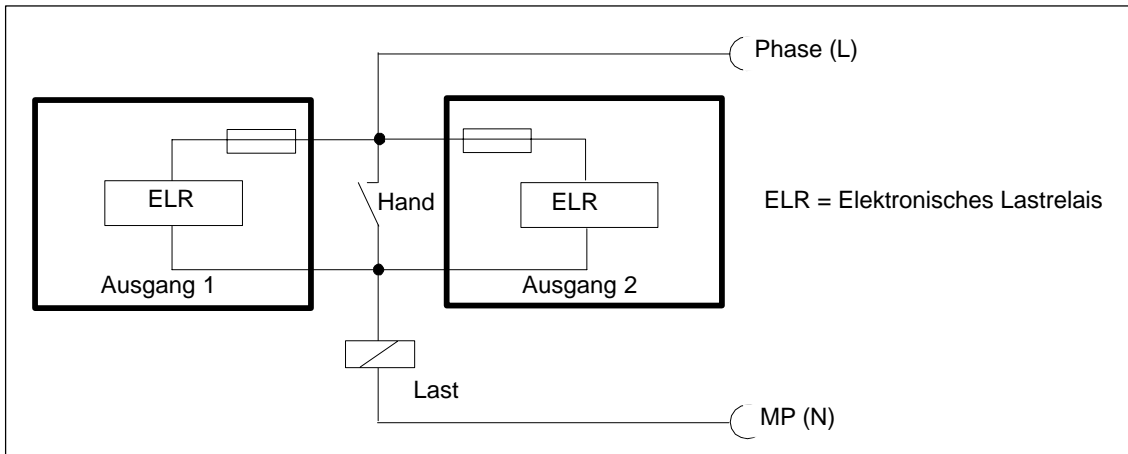 Phase (L)
ELR
Hand
ELR
ELR = Elektronisches Lastrelais
Ausgang 1
Ausgang 2
Last
MP (N)